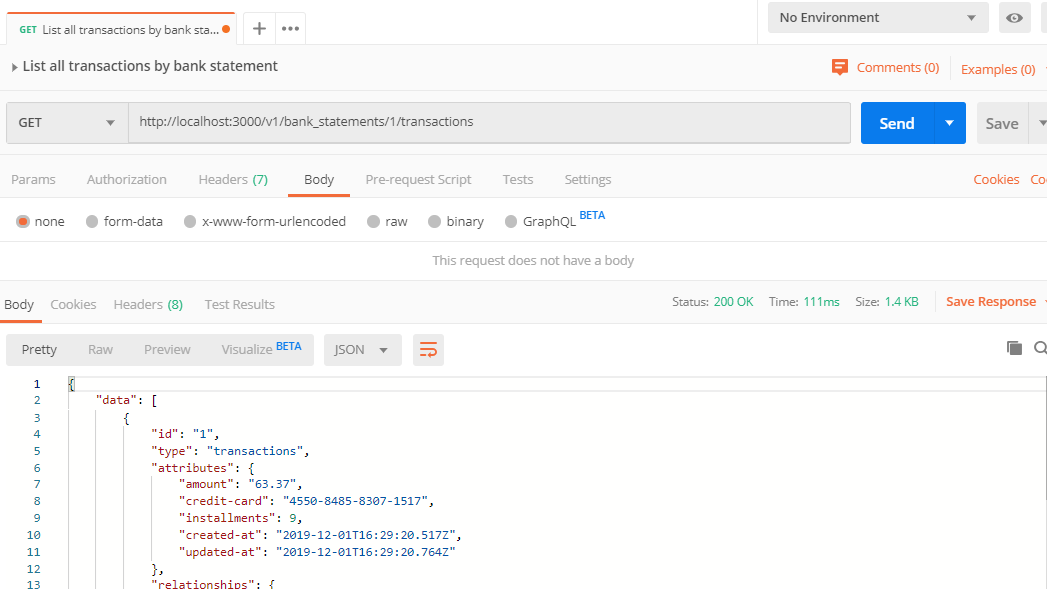 GET List all transactions by bank sta...
No Environment
List all transactions by bank statement
Comments (0)
Examples (0)
GET
http://localhost:3000/v1/bank_statements/1/transactions
Send
Save
Params Authorization Headers (7) Body Pre-request Script Tests Settings Cookies Co
none form-data x-www-form-urlencoded raw binary GraphQL BETA
This request does not have a body
Body Cookies Headers (8) Test Results Status: 200 OK Time: 111ms Size: 1.4 KB Save Response
Pretty Raw Preview Visualize BETA JSON
1 {
2 "data": [
3 {
4 "id": "1",
5 "type": "transactions",
6 "attributes": {
7 "amount": "63.37",
8 "credit-card": "4550-8485-8307-1517",
9 "installments": 9,
10 "created-at": "2019-12-01T16:29:20.517Z",
11 "updated-at": "2019-12-01T16:29:20.764Z"
12 },
13 "relationships": {